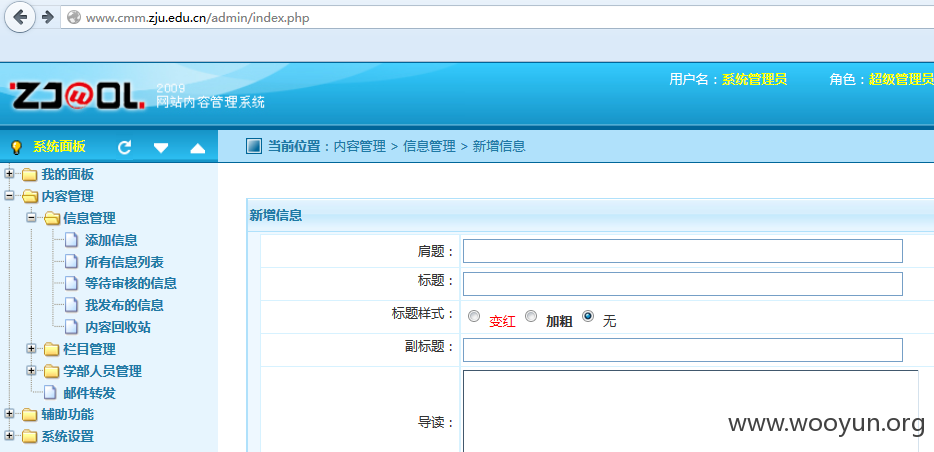 www.cmm.zju.edu.cn/admin/index.php
ZJ@OL.
2009
网站内容管理系统
用户名：系统管理员 角色：超级管理员
系统面板
当前位置：内容管理 > 信息管理 > 新增信息
我的面板
内容管理
信息管理
添加信息
所有信息列表
等待审核的信息
我发布的信息
内容回收站
栏目管理
学部人员管理
邮件转发
辅助功能
系统设置
新增信息
肩题：
标题：
标题样式： 变红 加粗 无
副标题：
导读：
www.wooyun.org